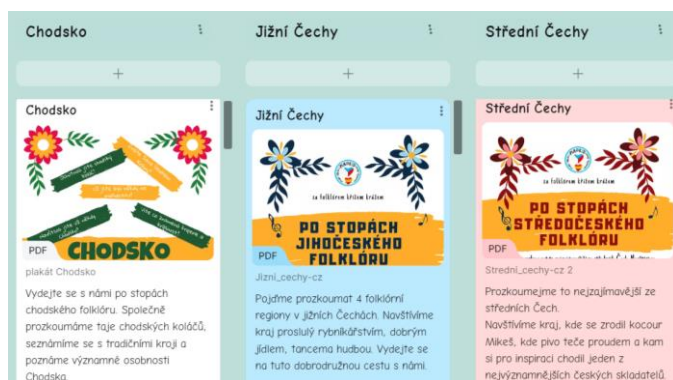 Chodsko
Jižní Čechy
Střední Čechy
+
+
+
Chodsko
PDF
CHODSKO
plakát Chodsko
Vydejte se s námi po stopách
chodského folklóru. Společně
prozkoumáme taje chodských koláčů,
seznámíme se s tradičními kroji a
poznáme významné osobnosti
Chodska.
Jižní Čechy
za folklórem křížem krážem
PO STOPÁCH
JIHOČESKÉHO
FOLKLÓRU
PDF
Jizni_cechy-cz
Pojďme prozkoumat 4 folklórní
regiony v jižních Čechách. Navštívíme
kraj proslulý rybníkářstvím, dobrým
jídlem, tancema hudbou. Vydejte se
na tuto dobrodružnou cestu s námi.
Střední Čechy
za folklórem křížem krážem
PO STOPÁCH
STŘEDOČESKÉHO
FOLKLÓRU
PDF
Stredni_cechy-cz 2
Prozkoumejme to nejzajímavější ze
středních Čech.
Navštívíme kraj, kde se zrodil kocour
Mikeš, kde pivo teče proudem a kam
si pro inspiraci chodil jeden z
nejvýznamnějších českých skladatelů